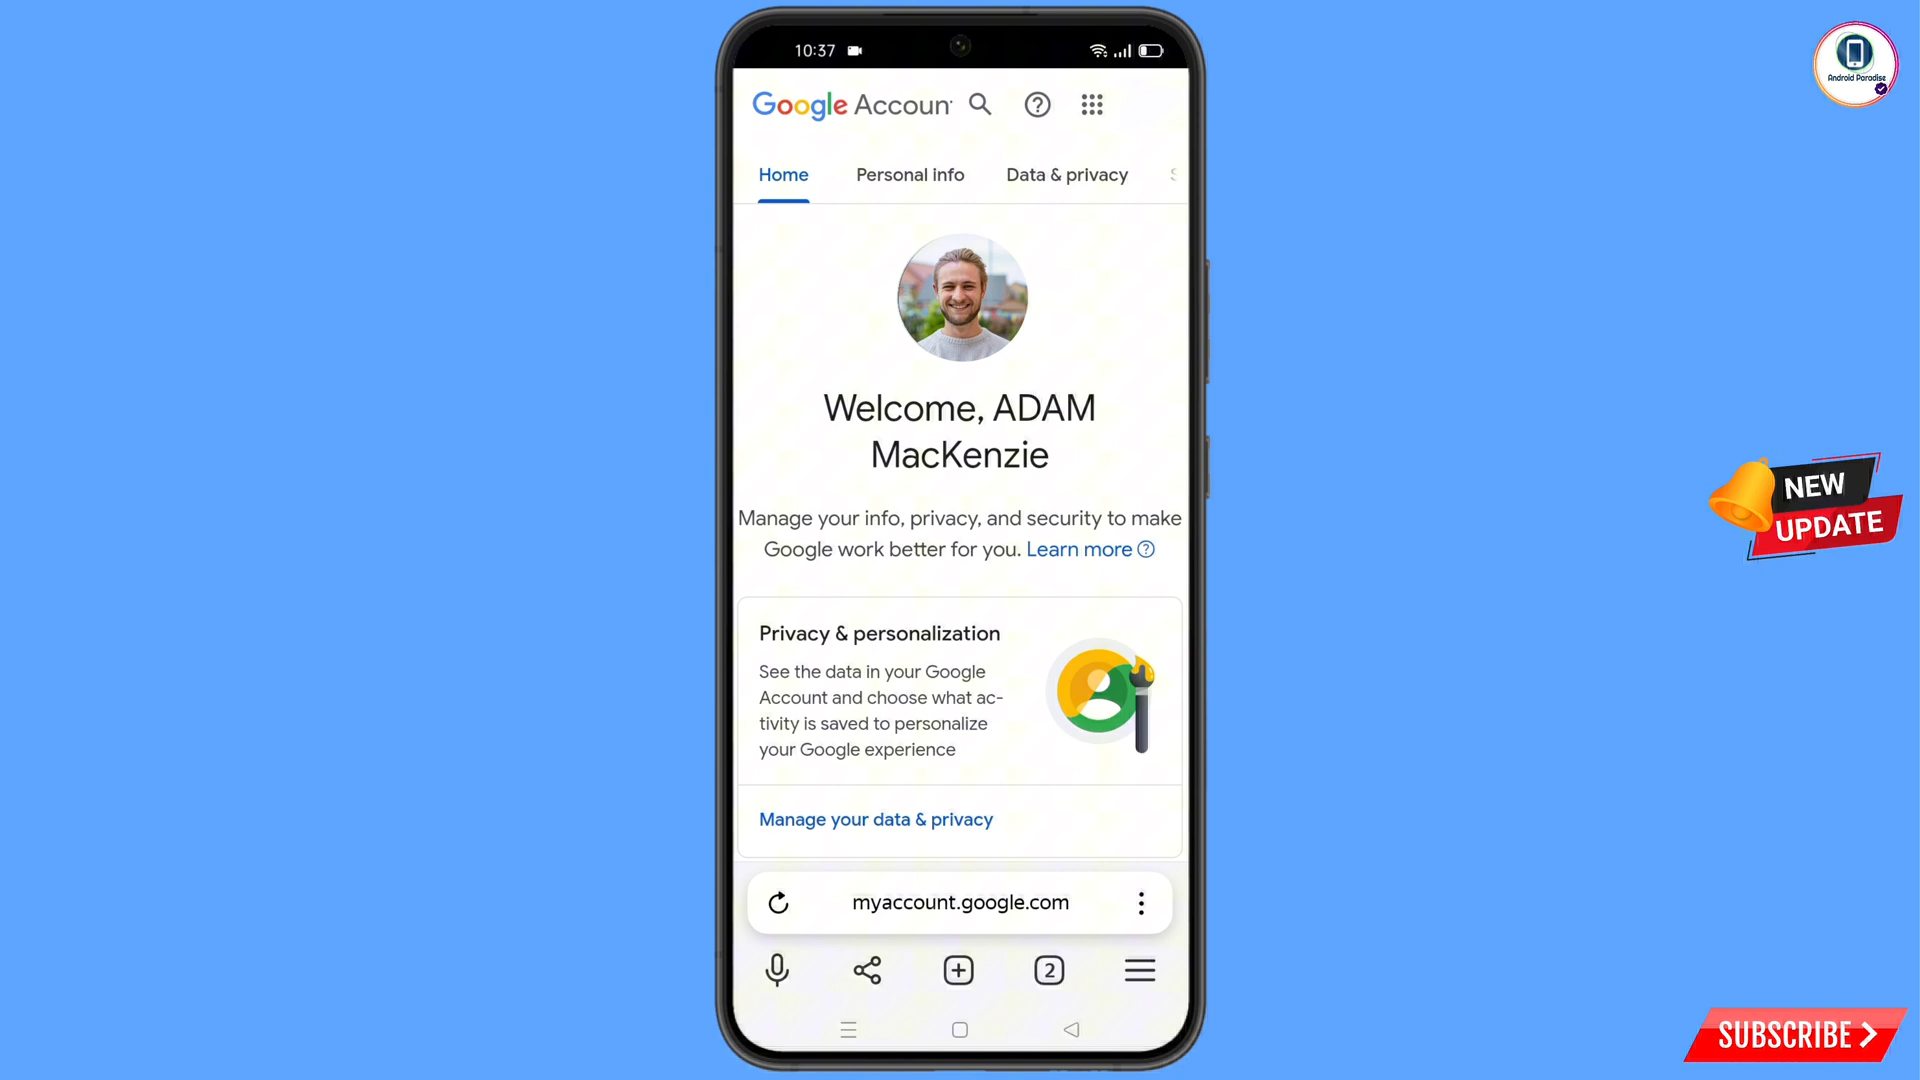 10:37
Android Paradise
Google Accoun
Home Personal info Data & privacy
Welcome, ADAM
MacKenzie
Manage your info, privacy, and security to make
Google work better for you. Learn more
NEW
UPDATE
Privacy & personalization
See the data in your Google
Account and choose what ac-
tivity is saved to personalize
your Google experience
Manage your data & privacy
myaccount.google.com
2
SUBSCRIBE